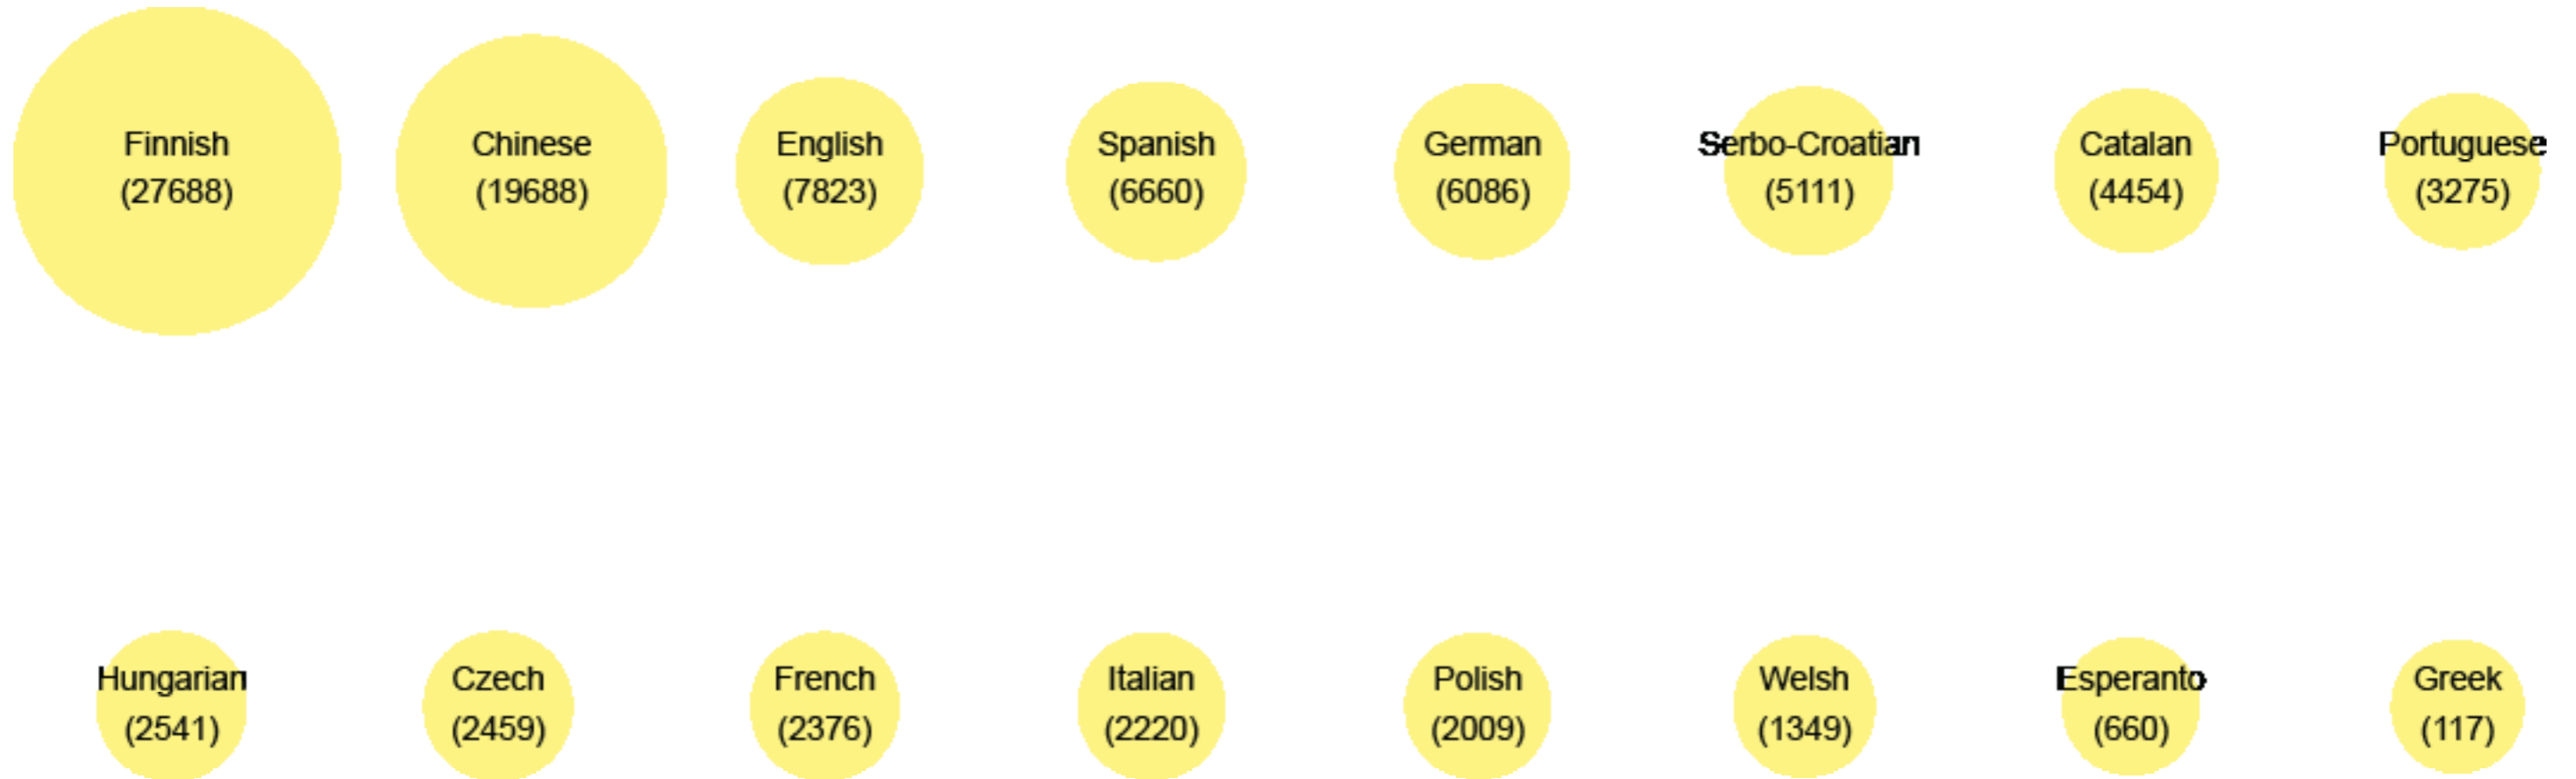 Finnish
(27688)
Chinese
(19688)
English
(7823)
Spanish
(6660)
German
(6086)
Serbo-Croatian
(5111)
Catalan
(4454)
Portuguese
(3275)
Hungarian
(2541)
Czech
(2459)
French
(2376)
Italian
(2220)
Polish
(2009)
Welsh
(1349)
Esperanto
(660)
Greek
(117)